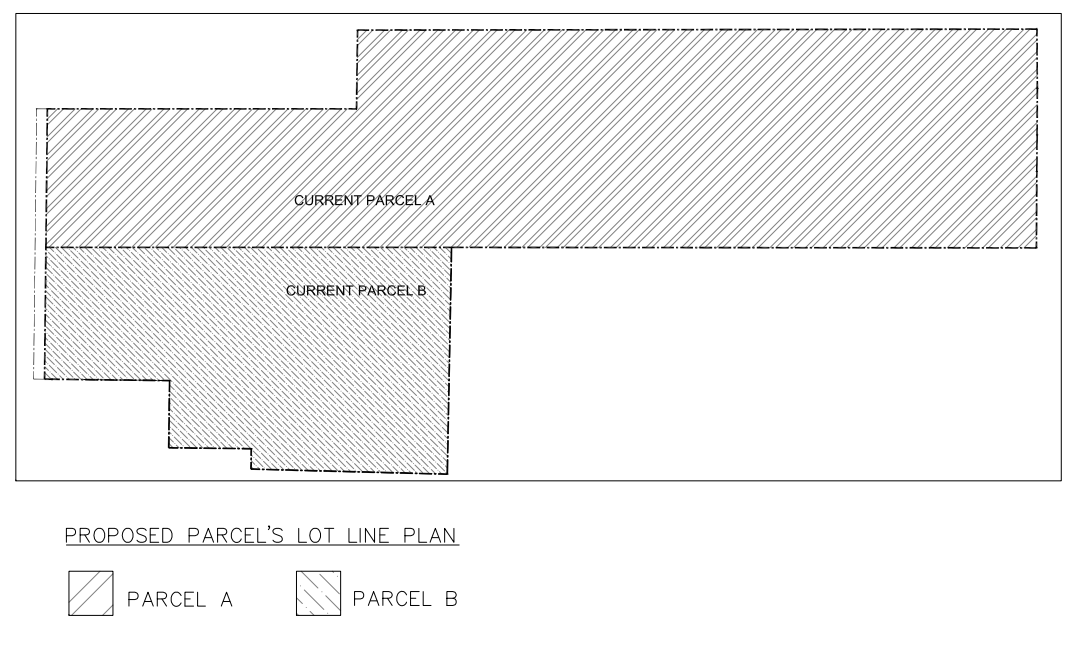 CURRENT PARCEL A
CURRENT PARCEL B
PROPOSED PARCEL'S LOT LINE PLAN
PARCEL A
PARCEL B